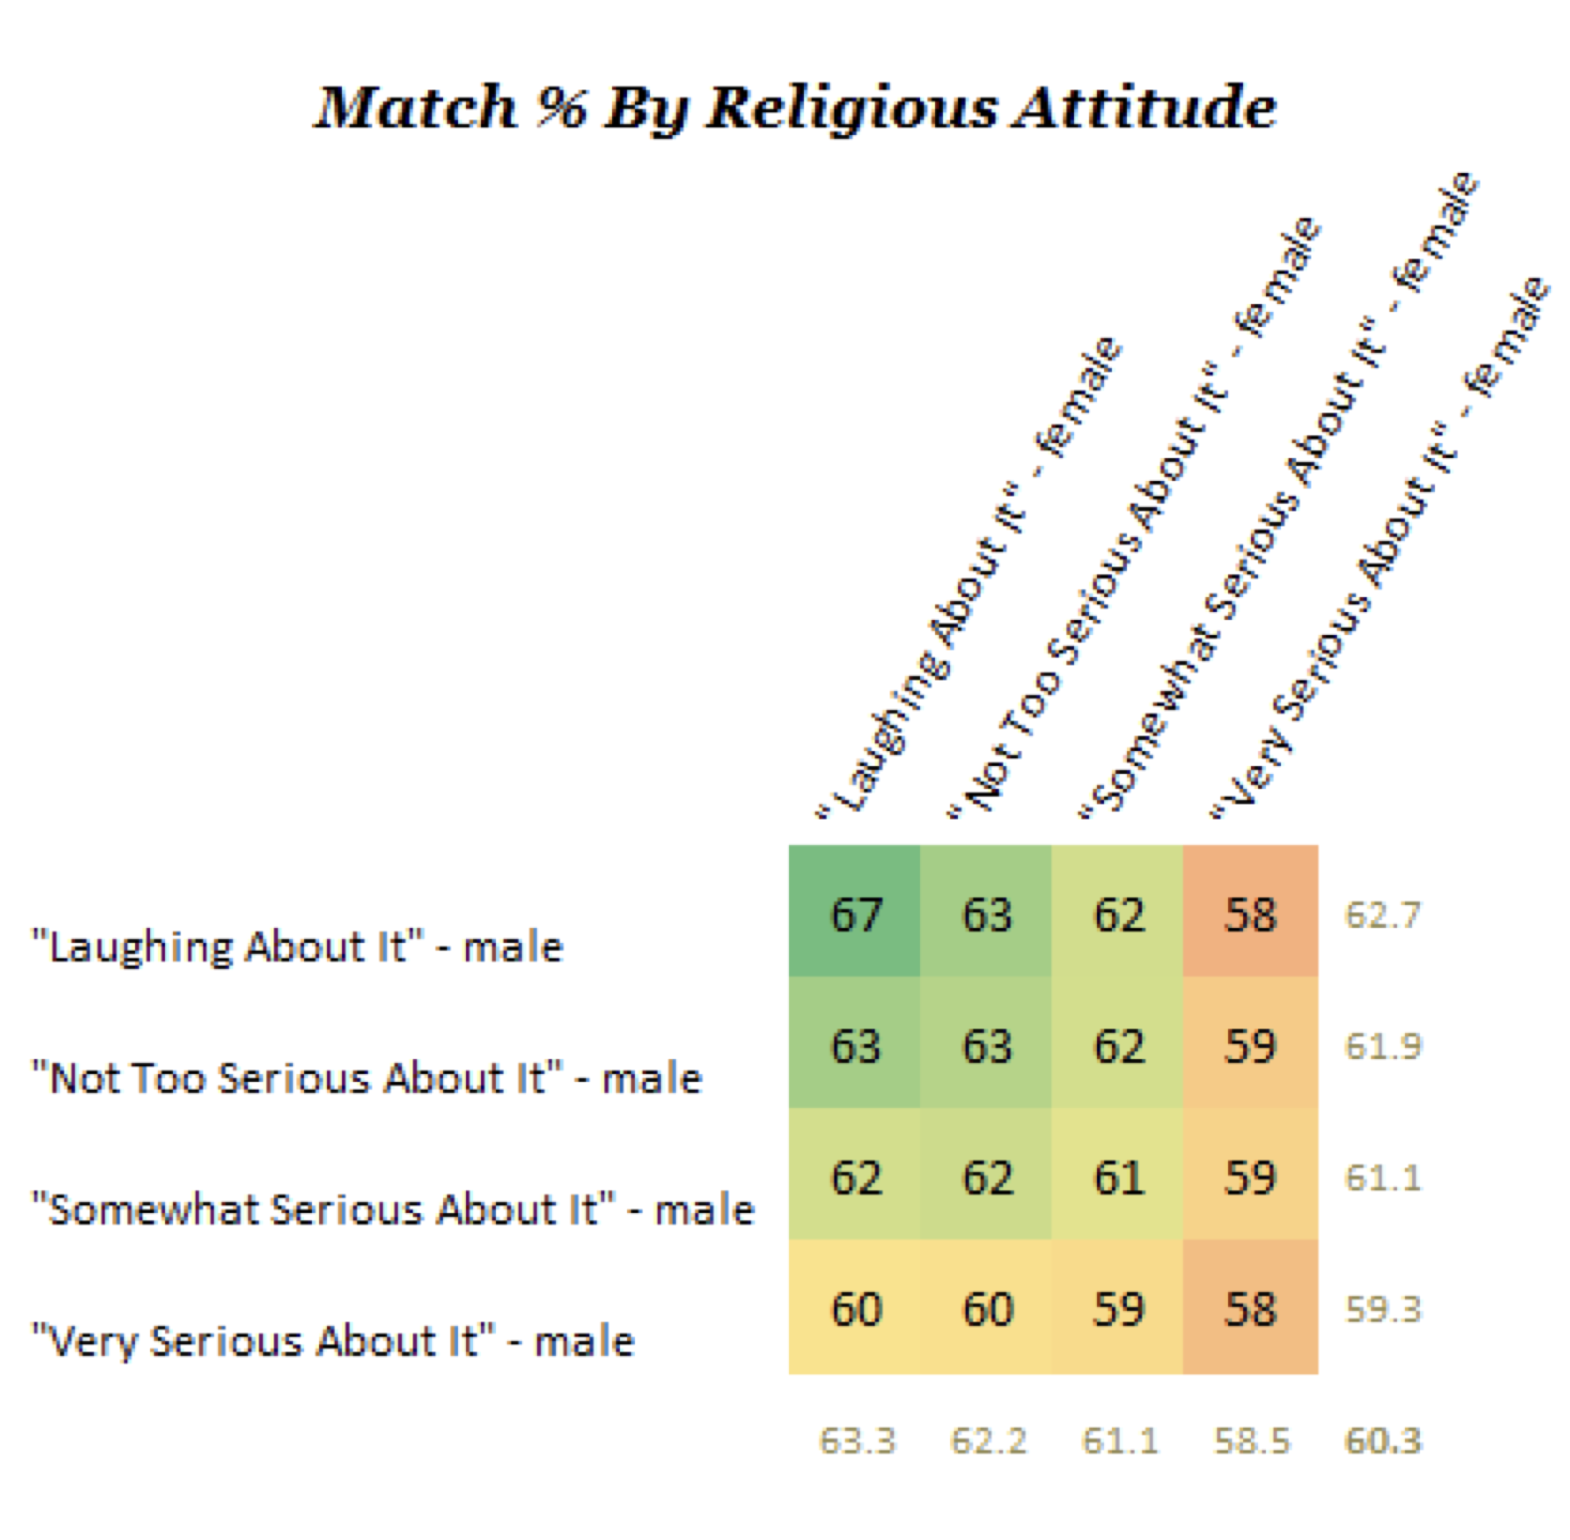 Match % By Religious Attitude
"Laughing About It" - female
"Not Too Serious About It" - female
"Somewhat Serious About It" - female
"Very Serious About It" - female
"Laughing About It" - male 67 63 62 58 62.7
"Not Too Serious About It" - male 63 63 62 59 61.9
"Somewhat Serious About It" - male 62 62 61 59 61.1
"Very Serious About It" - male 60 60 59 58 59.3
63.3 62.2 61.1 58.5 60.3